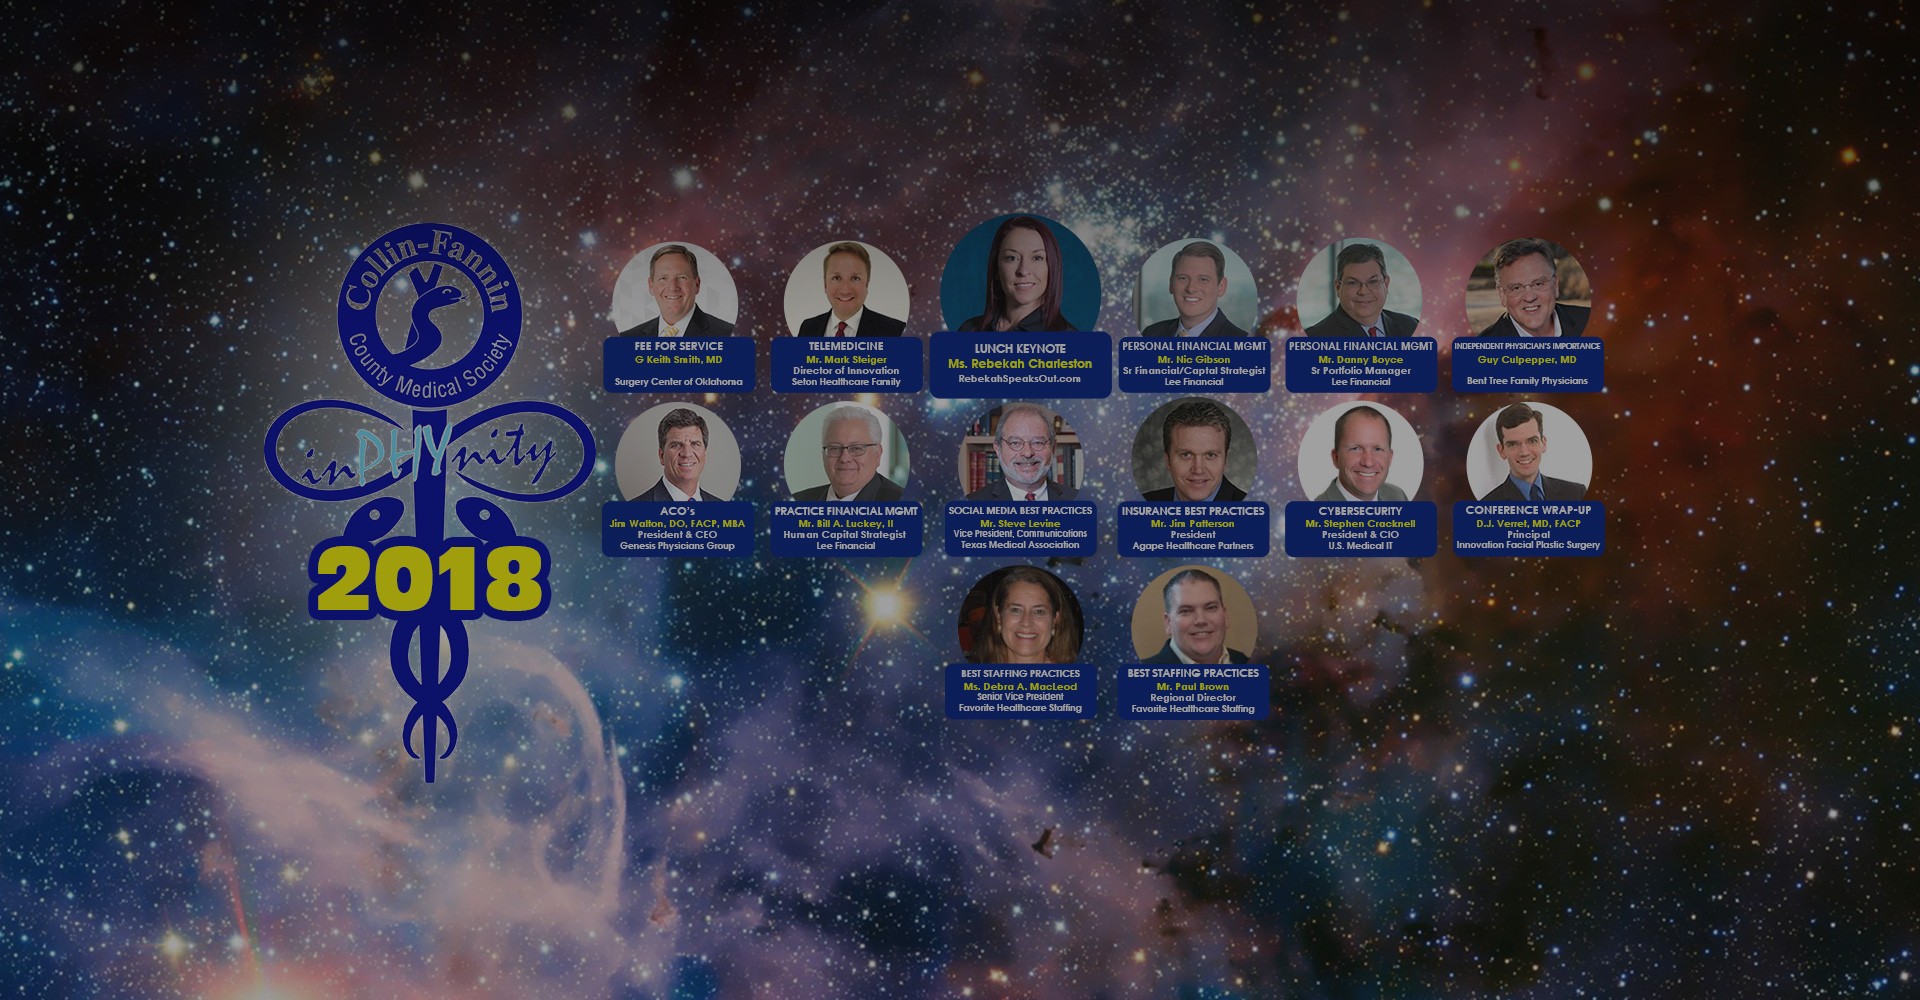 Collin-Fannin
County Medical Society
inPHYnity
2018
FEE FOR SERVICE
G Keith Smith, MD
Surgery Center of Oklahoma
TELEMEDICINE
Mr. Mark Steiger
Director of Innovation
Seton Healthcare Family
LUNCH KEYNOTE
Ms. Rebekah Charleston
RebekahSpeaksOut.com
PERSONAL FINANCIAL MGMT
Mr. Nic Gibson
Sr Financial/Captal Strategist
Lee Financial
PERSONAL FINANCIAL MGMT
Mr. Danny Boyce
Sr Portfolio Manager
Lee Financial
INDEPENDENT PHYSICIAN'S IMPORTANCE
Guy Culpepper, MD
Bent Tree Family Physicians
ACO's
Jim Walton, DO, FACP, MBA
President & CEO
Genesis Physicians Group
PRACTICE FINANCIAL MGMT
Mr. Bill A. Luckey, II
Human Capital Strategist
Lee Financial
SOCIAL MEDIA BEST PRACTICES
Mr. Steve Levine
Vice President, Communications
Texas Medical Association
INSURANCE BEST PRACTICES
Mr. Jim Patterson
President
Agape Healthcare Partners
CYBERSECURITY
Mr. Stephen Cracknell
President & CIO
U.S. Medical IT
CONFERENCE WRAP-UP
D.J. Verret, MD, FACP
Principal
Innovation Facial Plastic Surgery
BEST STAFFING PRACTICES
Ms. Debra A. MacLeod
Senior Vice President
Favorite Healthcare Staffing
BEST STAFFING PRACTICES
Mr. Paul Brown
Regional Director
Favorite Healthcare Staffing